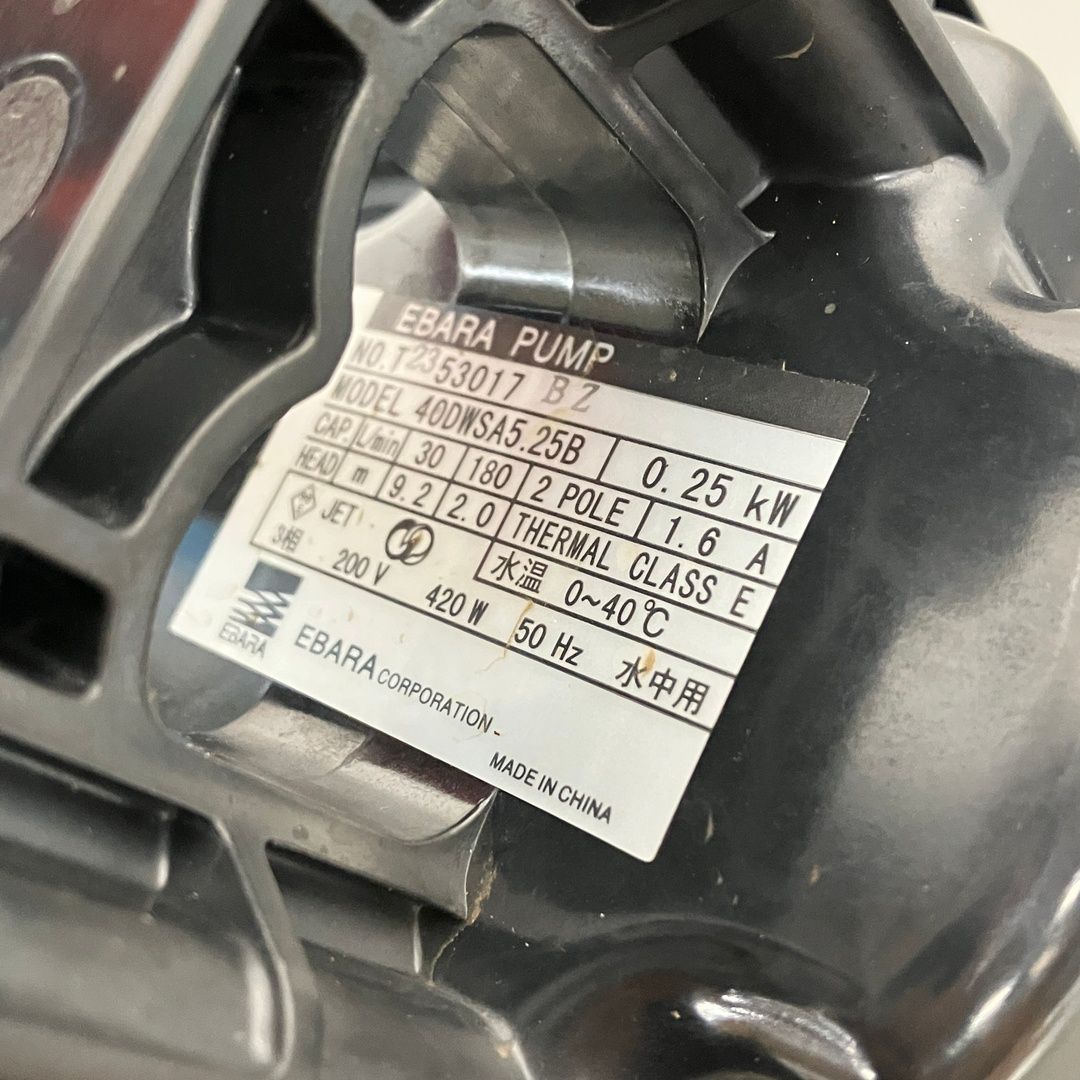 EBARA PUMP
NO.T2353017 BZ
MODEL 40DWSA5.25B 0.25 kW
CAP. L/min 30 180 2 POLE 1.6 A
HEAD m 9.2 2.0 THERMAL CLASS E
JET 水温 0~40℃
3相 200 V 420 W 50 Hz 水中用
EBARA
EBARA CORPORATION
MADE IN CHINA